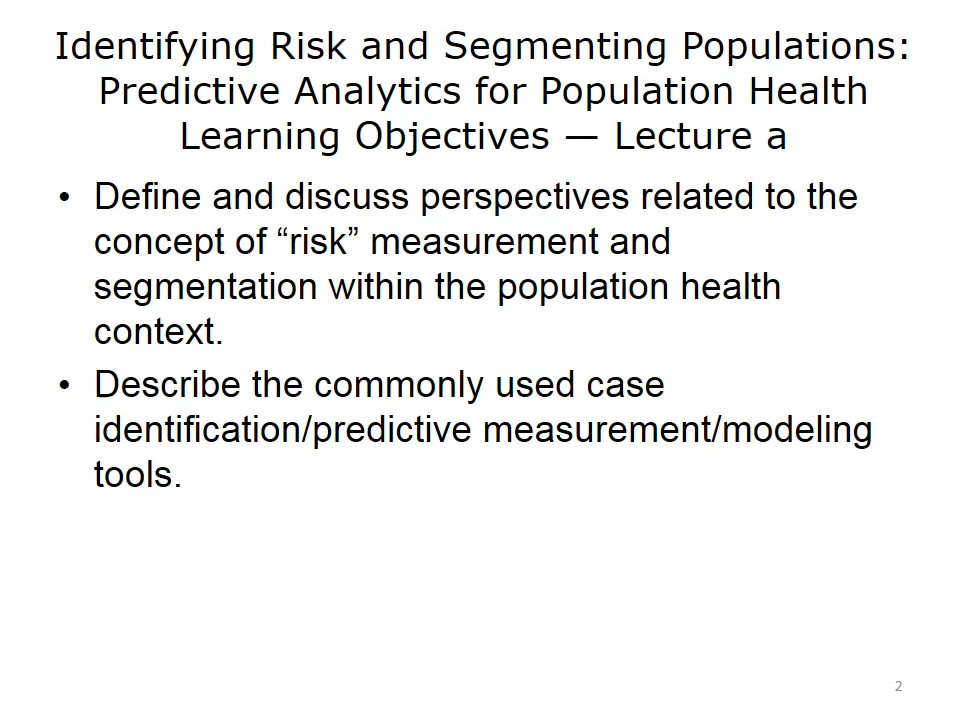 Identifying Risk and Segmenting Populations:
Predictive Analytics for Population Health
Learning Objectives — Lecture a
• Define and discuss perspectives related to the
concept of “risk” measurement and
segmentation within the population health
context.
• Describe the commonly used case
identification/predictive measurement/modeling
tools.
2